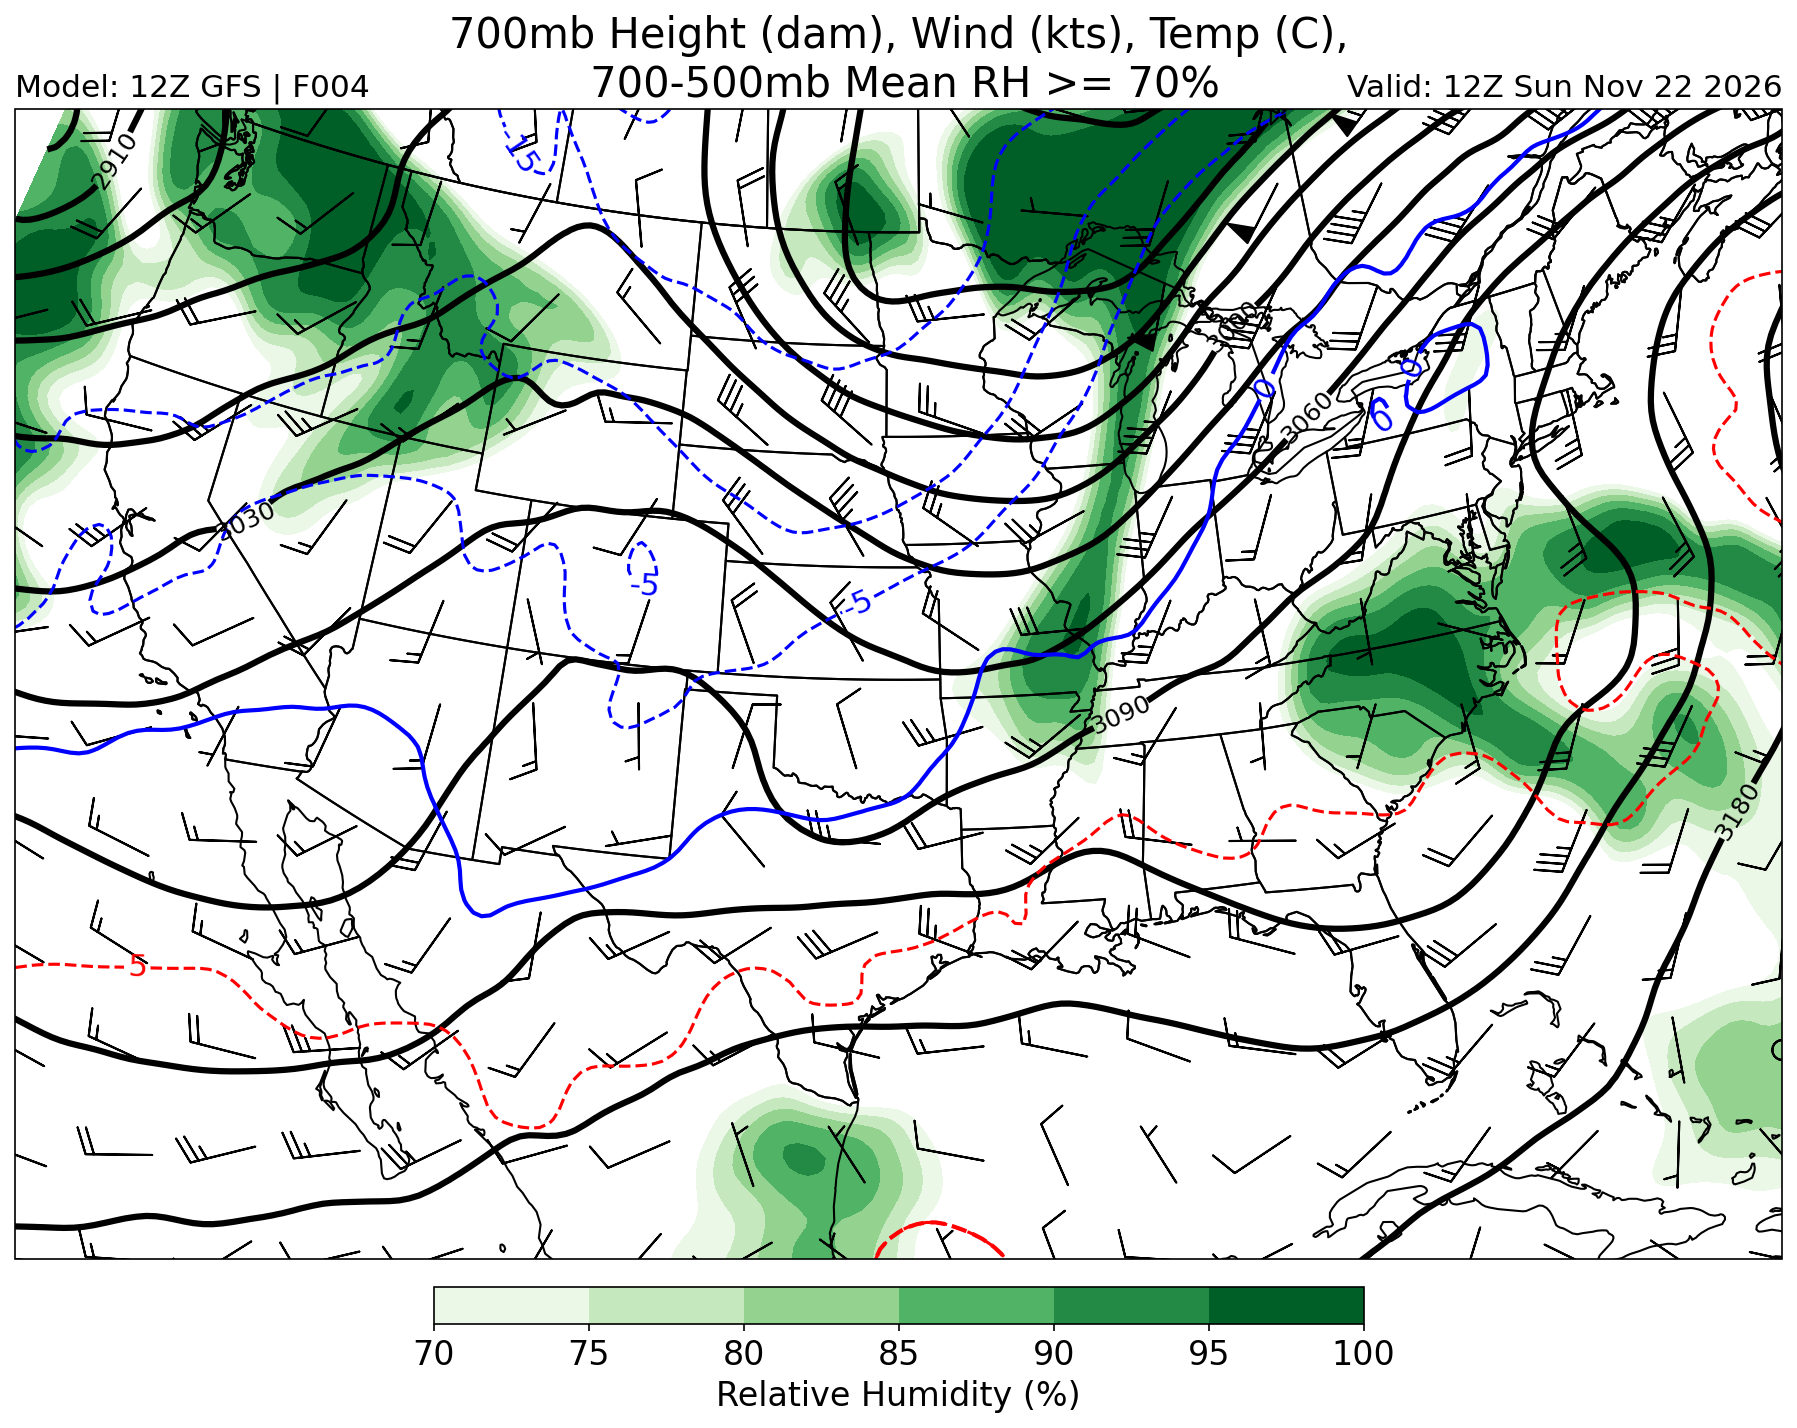 700mb Height (dam), Wind (kts), Temp (C),
700-500mb Mean RH >= 70%
Model: 12Z GFS | F004
Valid: 12Z Sun Nov 22 2026
2910
-15
0
0
6
3060
3030
-5
-5
3090
3180
5
70 75 80 85 90 95 100
Relative Humidity (%)